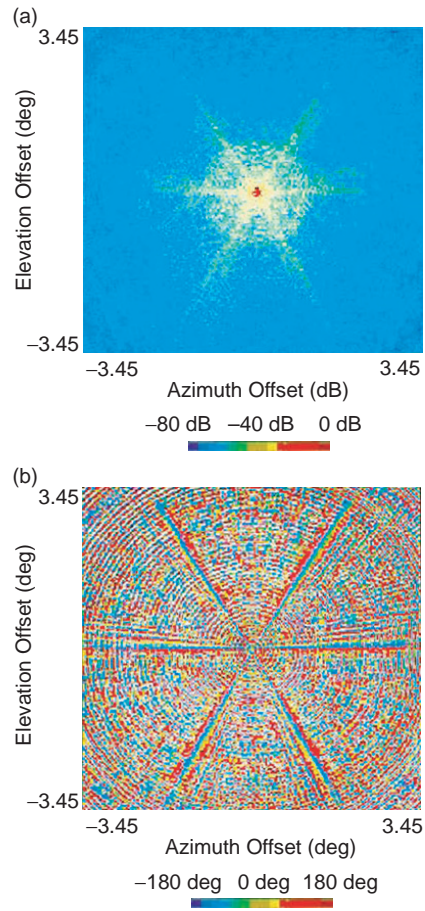 (a)
3.45
Elevation Offset (deg)
−3.45
−3.45 3.45
Azimuth Offset (dB)
−80 dB −40 dB 0 dB
(b)
3.45
Elevation Offset (deg)
−3.45
−3.45 3.45
Azimuth Offset (deg)
−180 deg 0 deg 180 deg